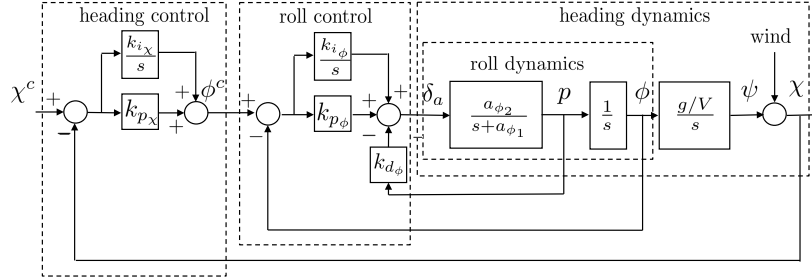 heading control
roll control
heading dynamics
roll dynamics
wind
χ^c
+
−
k_{i_χ}/s
k_{p_χ}
+
+
ϕ^c
+
−
k_{i_ϕ}/s
k_{p_ϕ}
+
+
−
k_{d_ϕ}
δ_a
−
a_{ϕ_2}/(s+a_{ϕ_1})
p
1/s
ϕ
g/V/s
ψ
χ